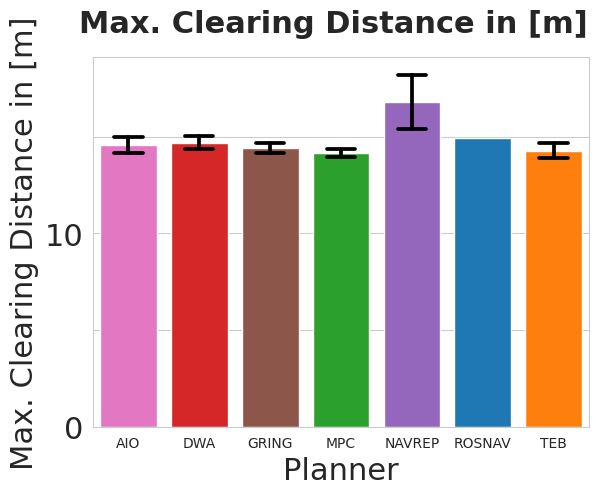 Max. Clearing Distance in [m]
Max. Clearing Distance in [m]
10
0
AIO DWA GRING MPC NAVREP ROSNAV TEB
Planner